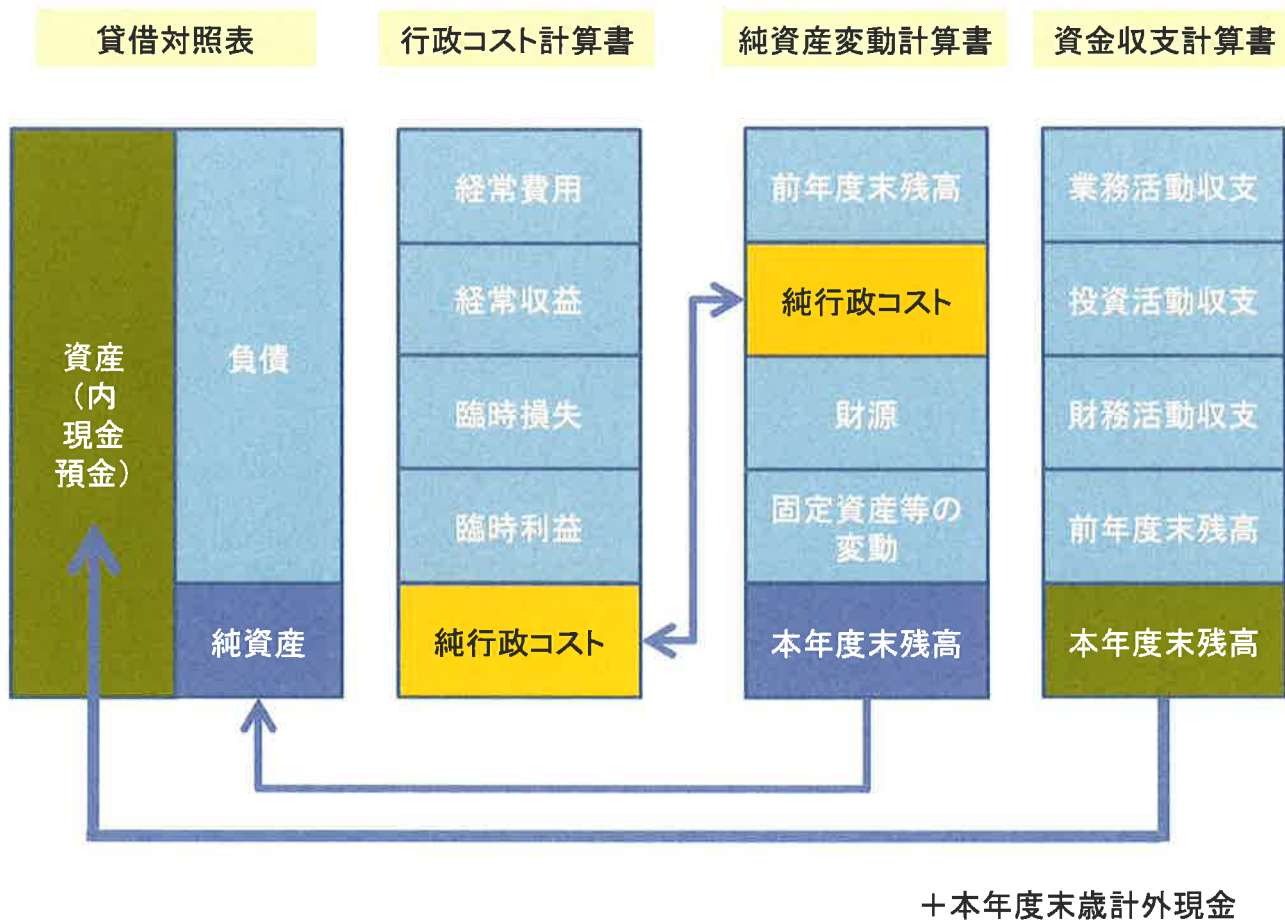 貸借対照表
行政コスト計算書
純資産変動計算書
資金収支計算書
資産
（内
現金
預金）
負債
純資産
経常費用
経常収益
臨時損失
臨時利益
純行政コスト
前年度末残高
純行政コスト
財源
固定資産等の
変動
本年度末残高
業務活動収支
投資活動収支
財務活動収支
前年度末残高
本年度末残高
＋本年度末歳計外現金